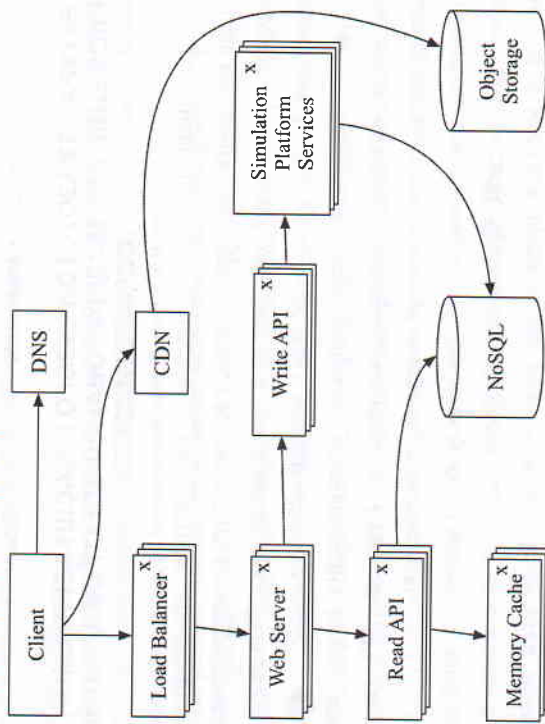 Client
DNS
Load Balancer
X
CDN
Web Server
X
Write API
X
Simulation
Platform
Services
X
Read API
X
NoSQL
Object
Storage
Memory Cache
X